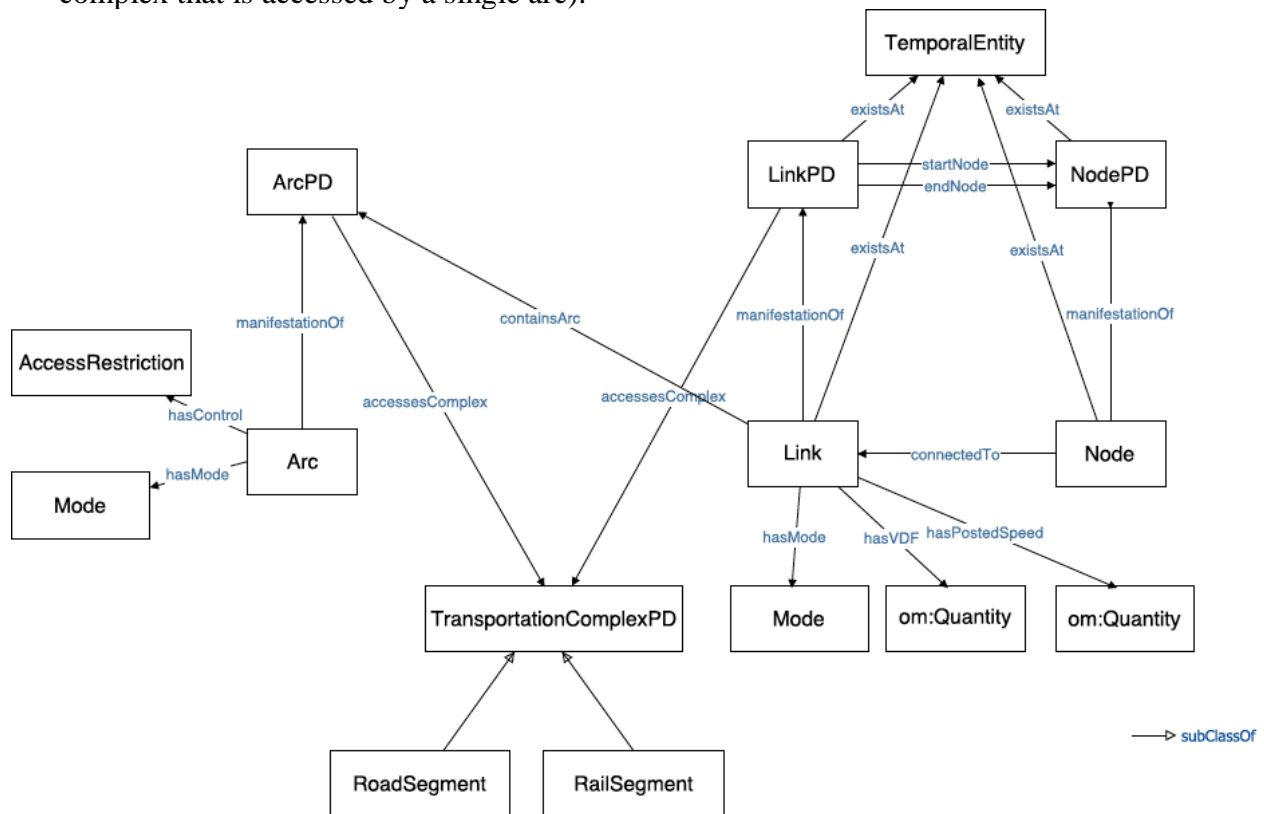 complex that is accessed by a single arc).
TemporalEntity
existsAt
existsAt
ArcPD
LinkPD
startNode
endNode
NodePD
existsAt
existsAt
manifestationOf
containsArc
manifestationOf
manifestationOf
AccessRestriction
hasControl
accessesComplex
accessesComplex
Arc
hasMode
Mode
Link
connectedTo
Node
hasMode
hasVDF
hasPostedSpeed
TransportationComplexPD
Mode
om:Quantity
om:Quantity
subClassOf
RoadSegment
RailSegment